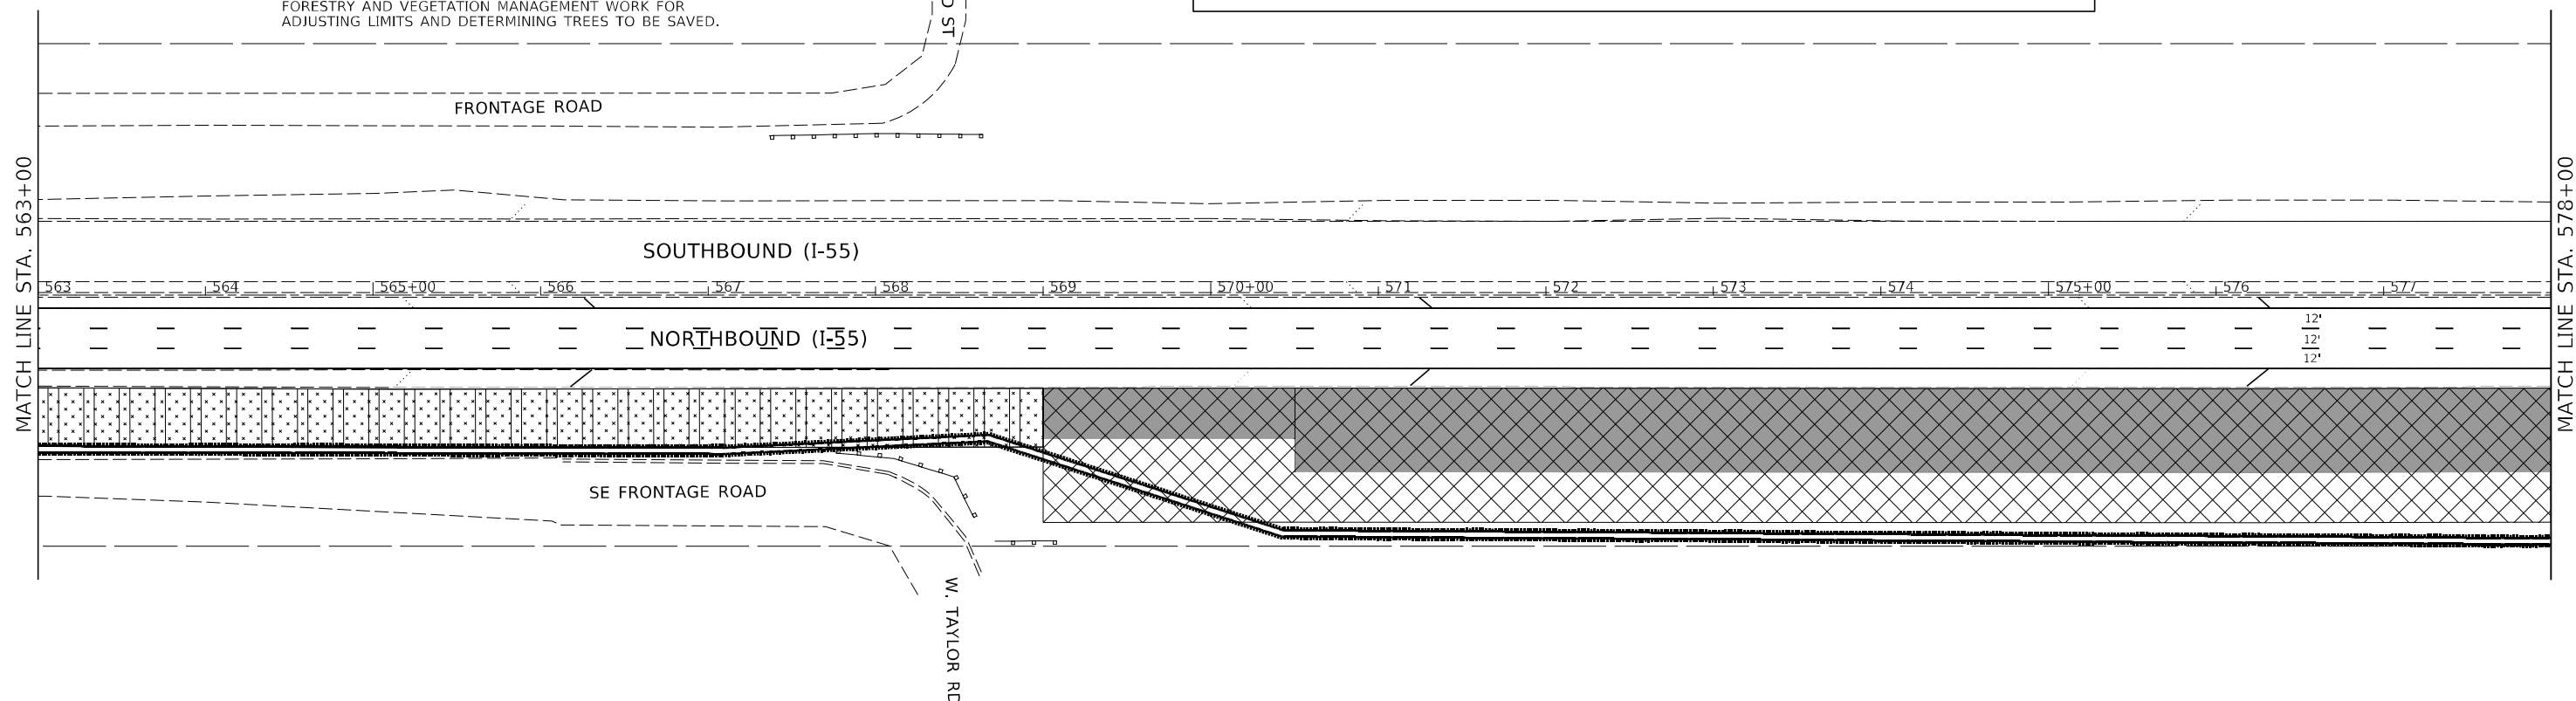 FORESTRY AND VEGETATION MANAGEMENT WORK FOR
ADJUSTING LIMITS AND DETERMINING TREES TO BE SAVED.
ST
FRONTAGE ROAD
MATCH LINE STA. 563+00
MATCH LINE STA. 578+00
SOUTHBOUND (I-55)
563 564 565+00 566 567 568 569 570+00 571 572 573 574 575+00 576 577
NORTHBOUND (I-55)
12'
12'
12'
SE FRONTAGE ROAD
W. TAYLOR RD